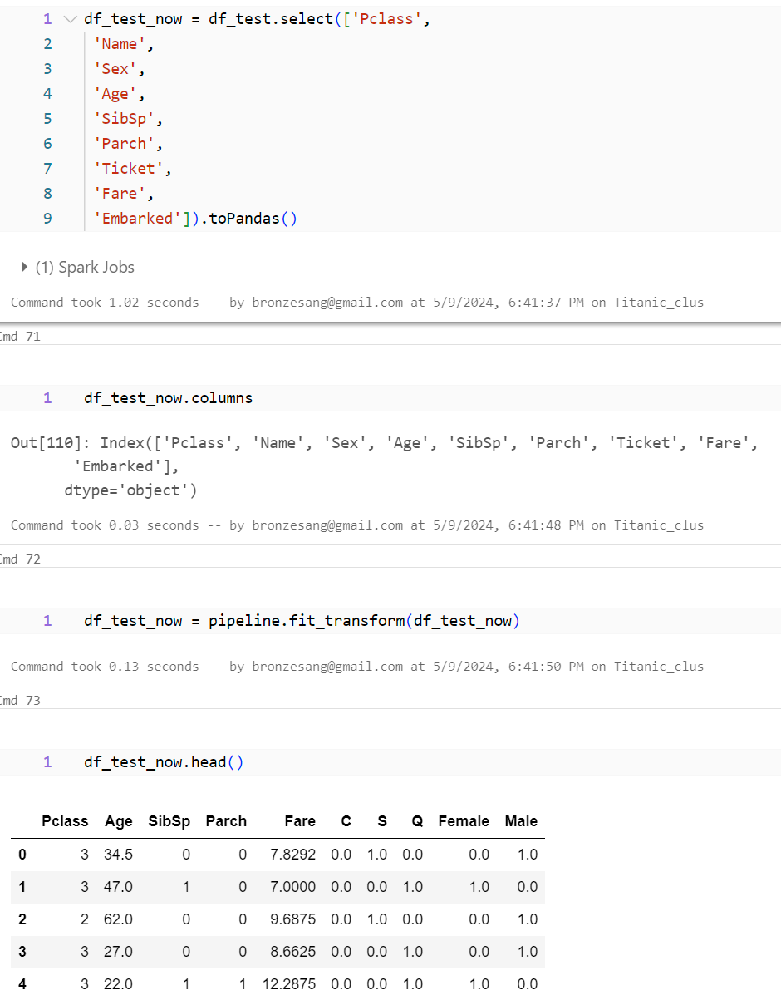 1 df_test_now = df_test.select(['Pclass',
2 'Name',
3 'Sex',
4 'Age',
5 'SibSp',
6 'Parch',
7 'Ticket',
8 'Fare',
9 'Embarked']).toPandas()
(1) Spark Jobs
Command took 1.02 seconds -- by bronzesang@gmail.com at 5/9/2024, 6:41:37 PM on Titanic_clus
Cmd 71
1 df_test_now.columns
Out[110]: Index(['Pclass', 'Name', 'Sex', 'Age', 'SibSp', 'Parch', 'Ticket', 'Fare',
'Embarked'],
dtype='object')
Command took 0.03 seconds -- by bronzesang@gmail.com at 5/9/2024, 6:41:48 PM on Titanic_clus
Cmd 72
1 df_test_now = pipeline.fit_transform(df_test_now)
Command took 0.13 seconds -- by bronzesang@gmail.com at 5/9/2024, 6:41:50 PM on Titanic_clus
Cmd 73
1 df_test_now.head()
Pclass Age SibSp Parch Fare C S Q Female Male
0 3 34.5 0 0 7.8292 0.0 1.0 0.0 0.0 1.0
1 3 47.0 1 0 7.0000 0.0 0.0 1.0 1.0 0.0
2 2 62.0 0 0 9.6875 0.0 1.0 0.0 0.0 1.0
3 3 27.0 0 0 8.6625 0.0 0.0 1.0 0.0 1.0
4 3 22.0 1 1 12.2875 0.0 0.0 1.0 1.0 0.0